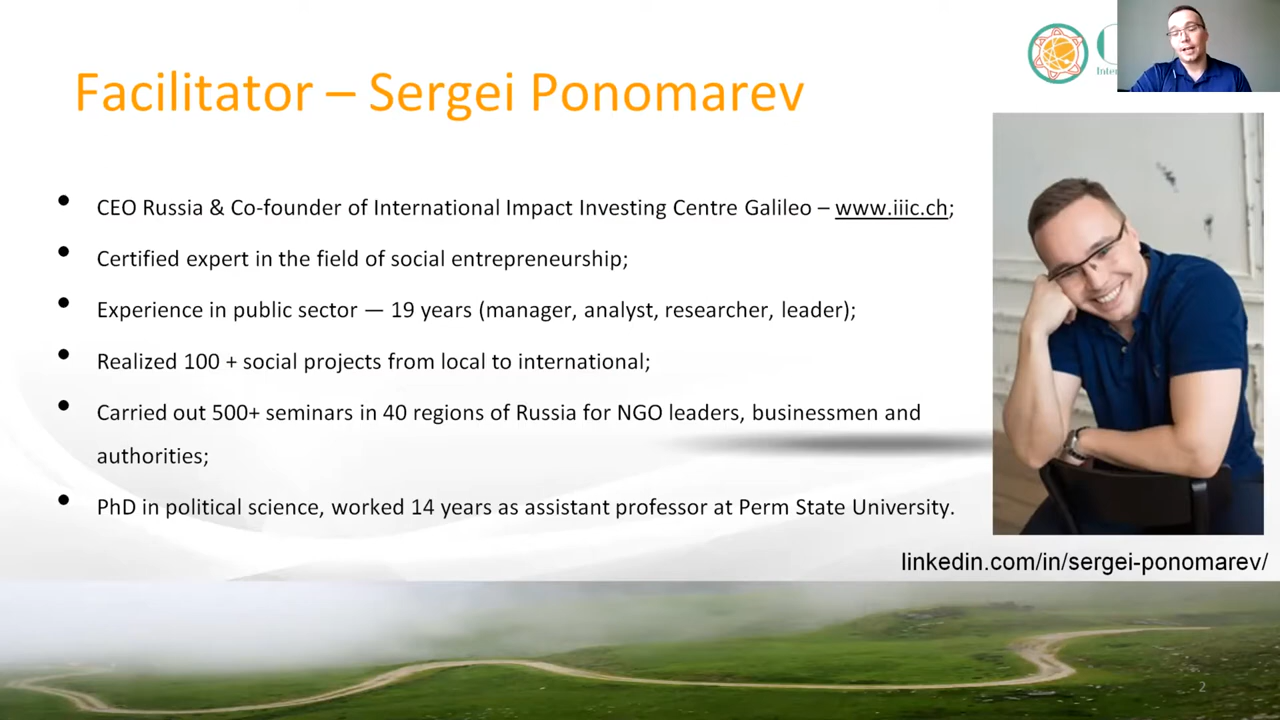 Facilitator – Sergei Ponomarev
CEO Russia & Co-founder of International Impact Investing Centre Galileo – www.iiic.ch;
Certified expert in the field of social entrepreneurship;
Experience in public sector — 19 years (manager, analyst, researcher, leader);
Realized 100 + social projects from local to international;
Carried out 500+ seminars in 40 regions of Russia for NGO leaders, businessmen and
authorities;
PhD in political science, worked 14 years as assistant professor at Perm State University.
linkedin.com/in/sergei-ponomarev/
2